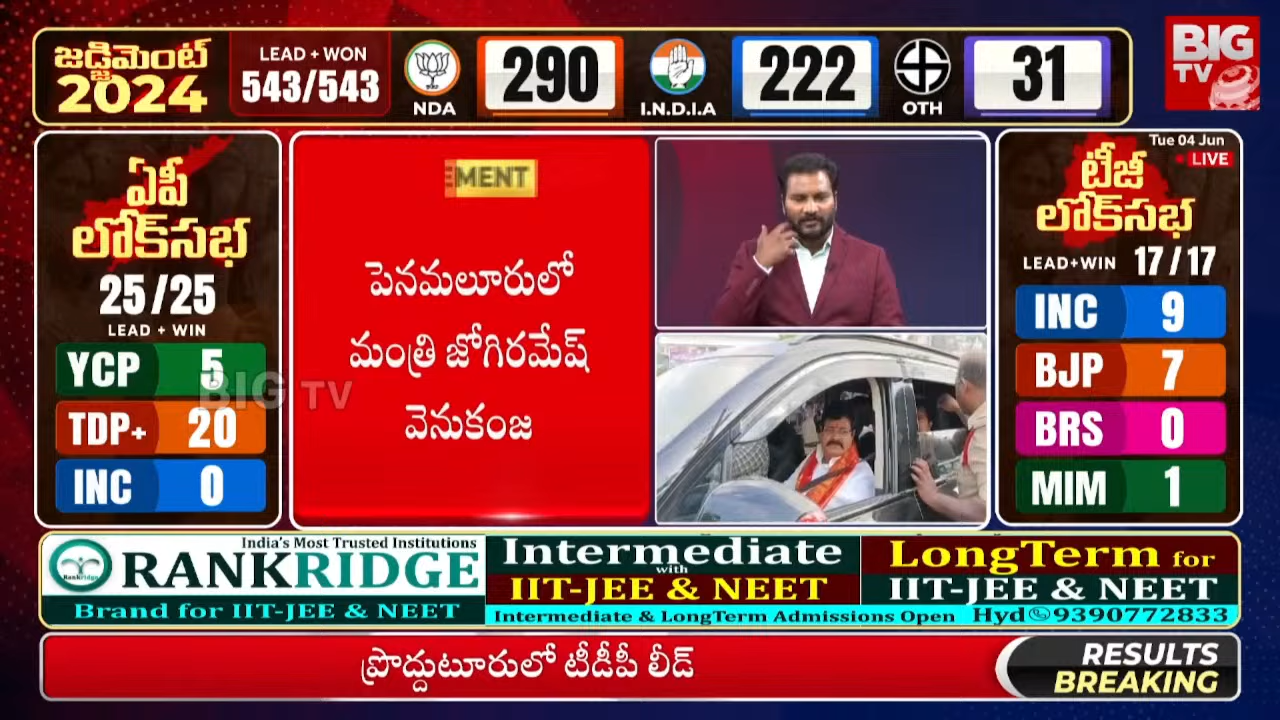 జడ్జిమెంట్
2024
LEAD + WON
543/543
NDA
290
I.N.D.I.A
222
OTH
31
BIG
TV
ఏపీ
లోక్‌సభ
25/25
LEAD + WIN
YCP 5
TDP+ 20
INC 0
BIG TV
MENT
పెనమలూరులో
మంత్రి జోగిరమేష్
వెనుకంజ
Tue 04 Jun
LIVE
టీజీ
లోక్‌సభ
LEAD+WIN 17/17
INC 9
BJP 7
BRS 0
MIM 1
India's Most Trusted Institutions
Rankridge
RANKRIDGE
Brand for IIT-JEE & NEET
Intermediate
with
IIT-JEE & NEET
LongTerm for
IIT-JEE & NEET
Intermediate & LongTerm Admissions Open Hyd 9390772833
ప్రొద్దుటూరులో టీడీపీ లీడ్
RESULTS
BREAKING